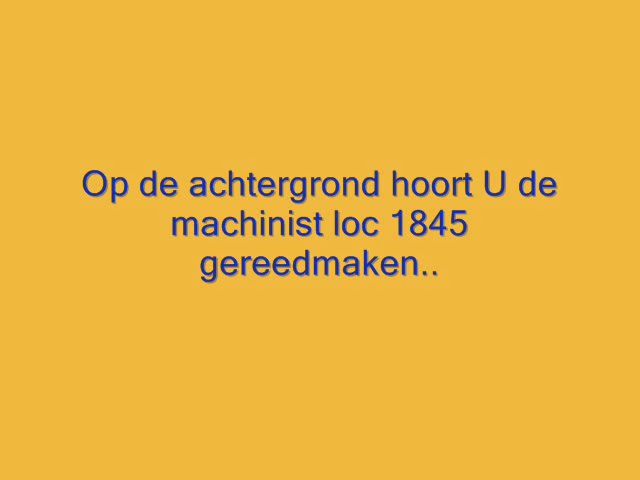 Op de achtergrond hoort U de
machinist loc 1845
gereedmaken..